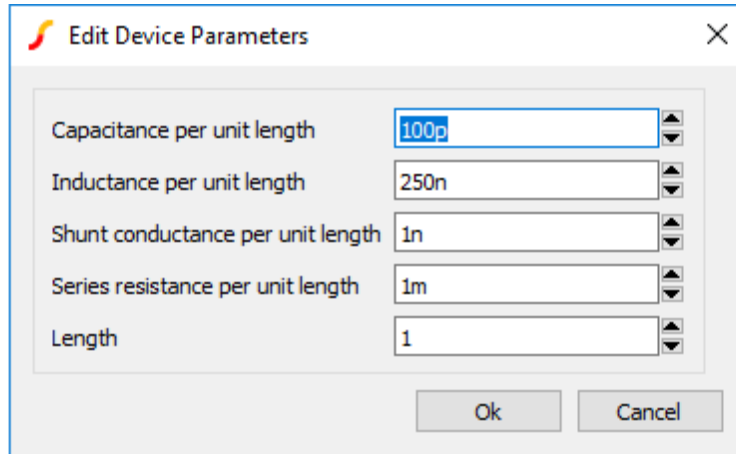 Edit Device Parameters
Capacitance per unit length 100p
Inductance per unit length 250n
Shunt conductance per unit length 1n
Series resistance per unit length 1m
Length 1
Ok Cancel